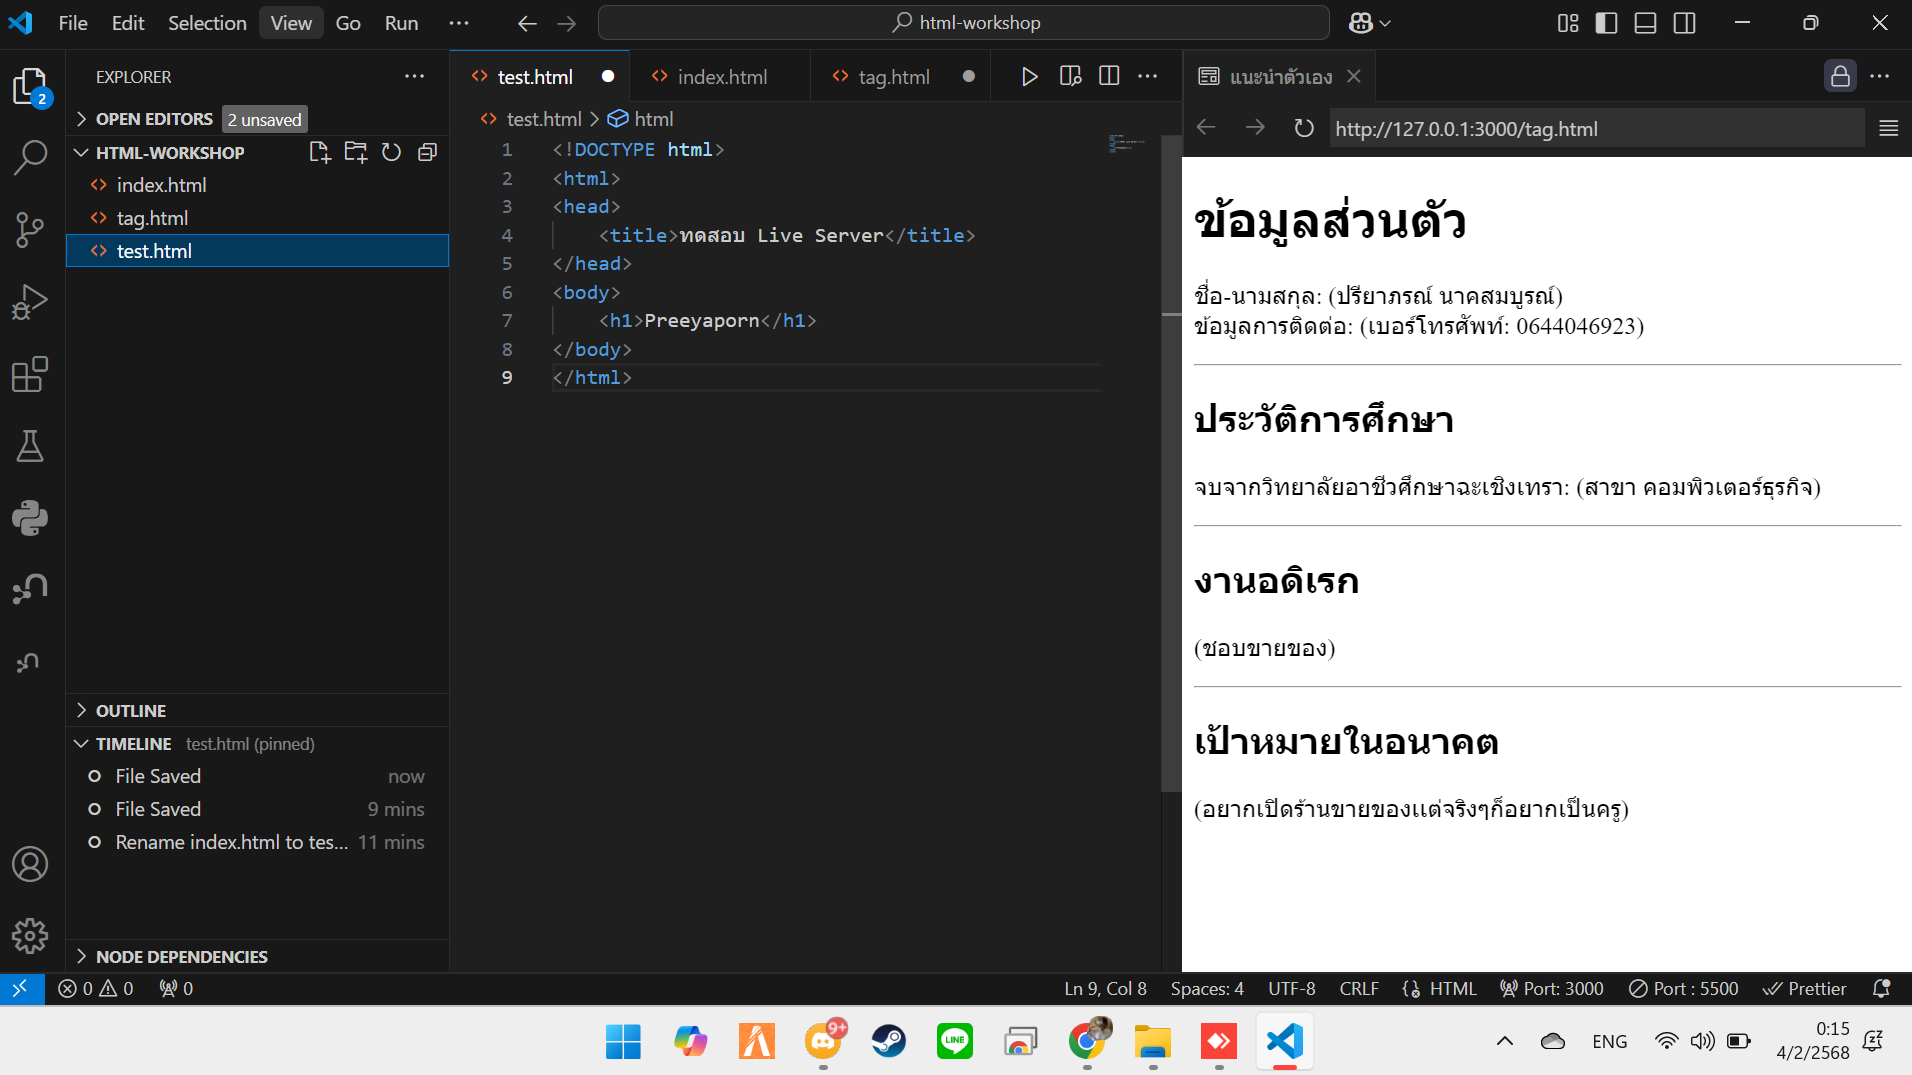 File Edit Selection View Go Run ···
html-workshop
EXPLORER
2
OPEN EDITORS 2 unsaved
HTML-WORKSHOP
index.html
tag.html
test.html
OUTLINE
TIMELINE test.html (pinned)
File Saved now
File Saved 9 mins
Rename index.html to tes... 11 mins
NODE DEPENDENCIES
test.html index.html tag.html
test.html > html
1 <!DOCTYPE html>
2 <html>
3 <head>
4 <title>ทดสอบ Live Server</title>
5 </head>
6 <body>
7 <h1>Preeyaporn</h1>
8 </body>
9 </html>
แนะนำตัวเอง
http://127.0.0.1:3000/tag.html
ข้อมูลส่วนตัว
ชื่อ-นามสกุล: (ปรียาภรณ์ นาคสมบูรณ์)
ข้อมูลการติดต่อ: (เบอร์โทรศัพท์: 0644046923)
ประวัติการศึกษา
จบจากวิทยาลัยอาชีวศึกษาฉะเชิงเทรา: (สาขา คอมพิวเตอร์ธุรกิจ)
งานอดิเรก
(ชอบขายของ)
เป้าหมายในอนาคต
(อยากเปิดร้านขายของแต่จริงๆก็อยากเป็นครู)
0 0 0 Ln 9, Col 8 Spaces: 4 UTF-8 CRLF HTML Port: 3000 Port : 5500 Prettier
9+
LINE
ENG
0:15
4/2/2568